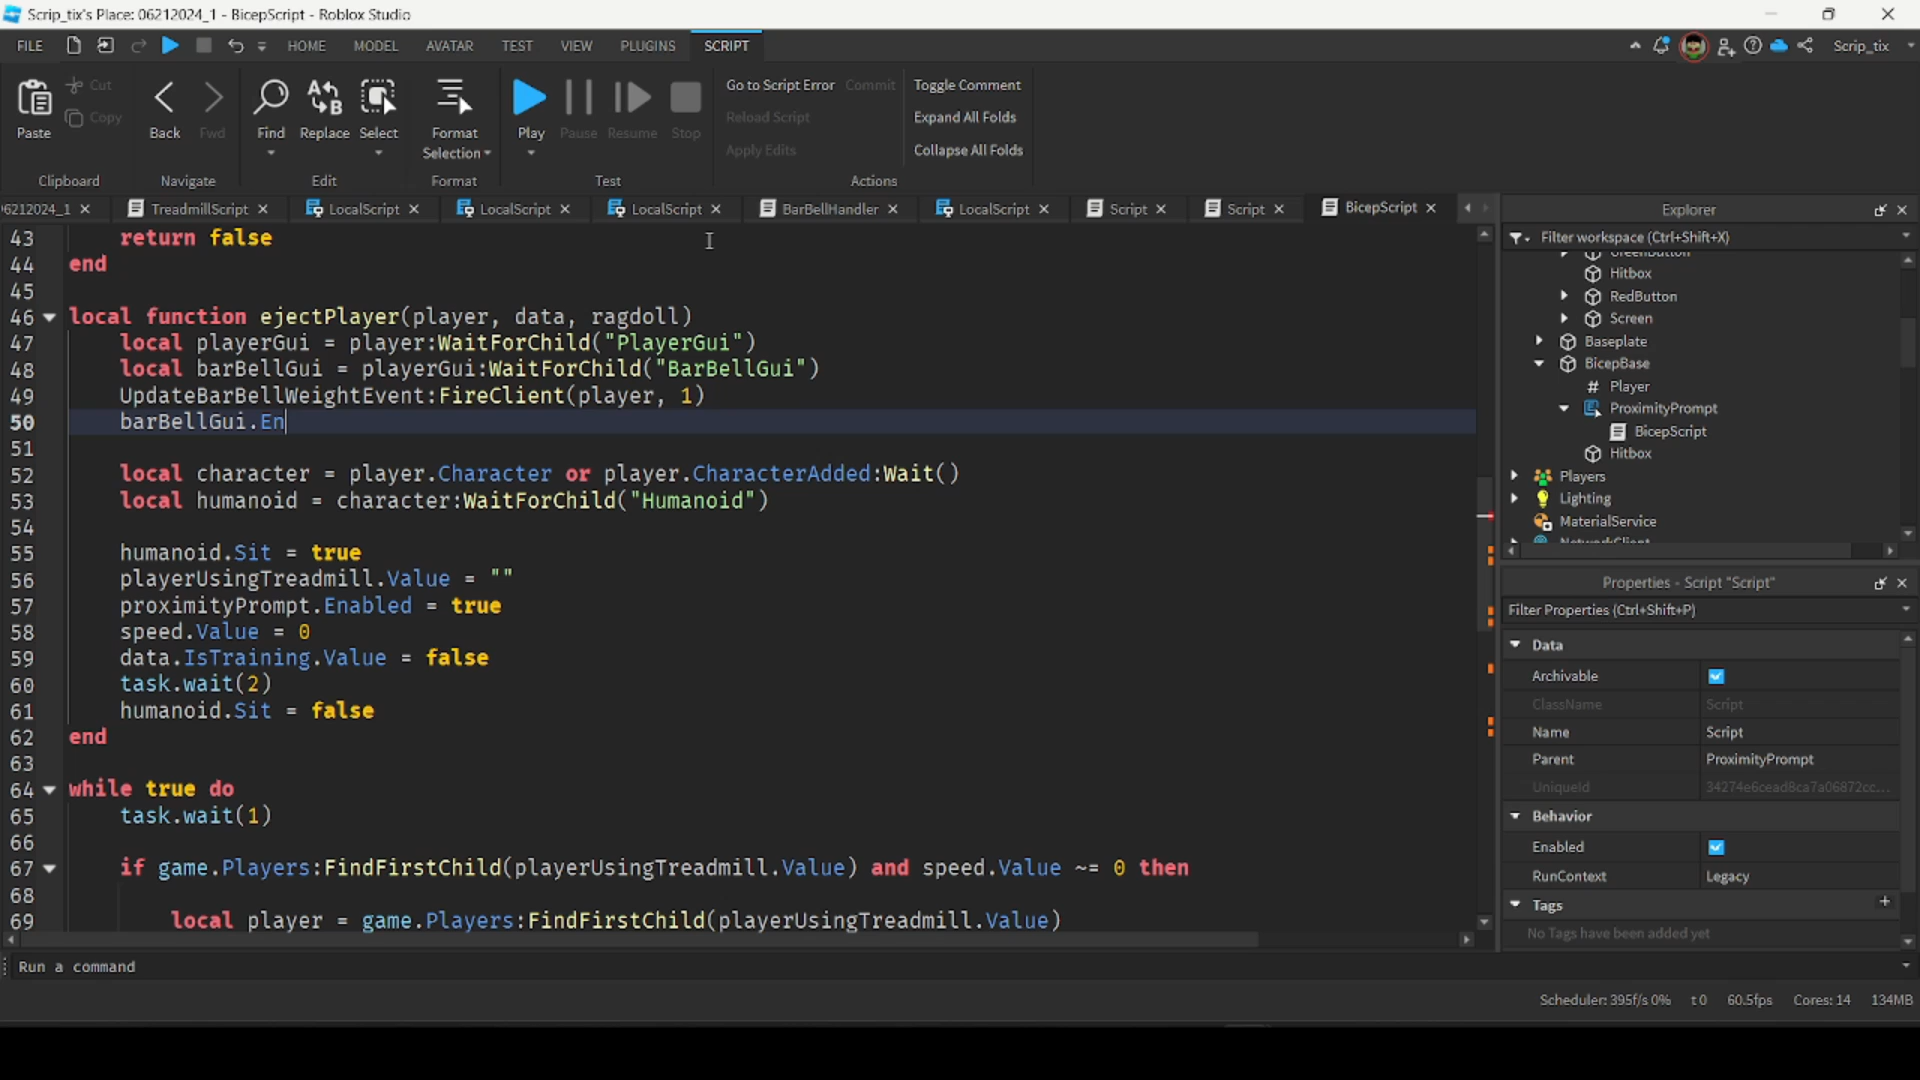 Scrip_tix's Place: 06212024_1 - BicepScript - Roblox Studio
FILE HOME MODEL AVATAR TEST VIEW PLUGINS SCRIPT Scrip_tix
Paste Cut Copy Back Fwd Find Replace Select Format Selection Play Pause Resume Stop
Go to Script Error Commit Toggle Comment
Reload Script Expand All Folds
Apply Edits Collapse All Folds
Clipboard Navigate Edit Format Test Actions
06212024_1 TreadmillScript LocalScript LocalScript LocalScript BarBellHandler LocalScript Script Script BicepScript
43 return false
44 end
45
46 local function ejectPlayer(player, data, ragdoll)
47 local playerGui = player:WaitForChild("PlayerGui")
48 local barBellGui = playerGui:WaitForChild("BarBellGui")
49 UpdateBarBellWeightEvent:FireClient(player, 1)
50 barBellGui.En
51
52 local character = player.Character or player.CharacterAdded:Wait()
53 local humanoid = character:WaitForChild("Humanoid")
54
55 humanoid.Sit = true
56 playerUsingTreadmill.Value = ""
57 proximityPrompt.Enabled = true
58 speed.Value = 0
59 data.IsTraining.Value = false
60 task.wait(2)
61 humanoid.Sit = false
62 end
63
64 while true do
65 task.wait(1)
66
67 if game.Players:FindFirstChild(playerUsingTreadmill.Value) and speed.Value ~= 0 then
68
69 local player = game.Players:FindFirstChild(playerUsingTreadmill.Value)
Run a command
Explorer
Filter workspace (Ctrl+Shift+X)
GreenButton
Hitbox
RedButton
Screen
Baseplate
BicepBase
# Player
ProximityPrompt
BicepScript
Hitbox
Players
Lighting
MaterialService
NetworkClient
Properties - Script "Script"
Filter Properties (Ctrl+Shift+P)
Data
Archivable
ClassName Script
Name Script
Parent ProximityPrompt
UniqueId 34274e6cead8ca7a06872cc...
Behavior
Enabled
RunContext Legacy
Tags +
No Tags have been added yet
Scheduler: 395f/s 0% t 0 60.5fps Cores: 14 134MB